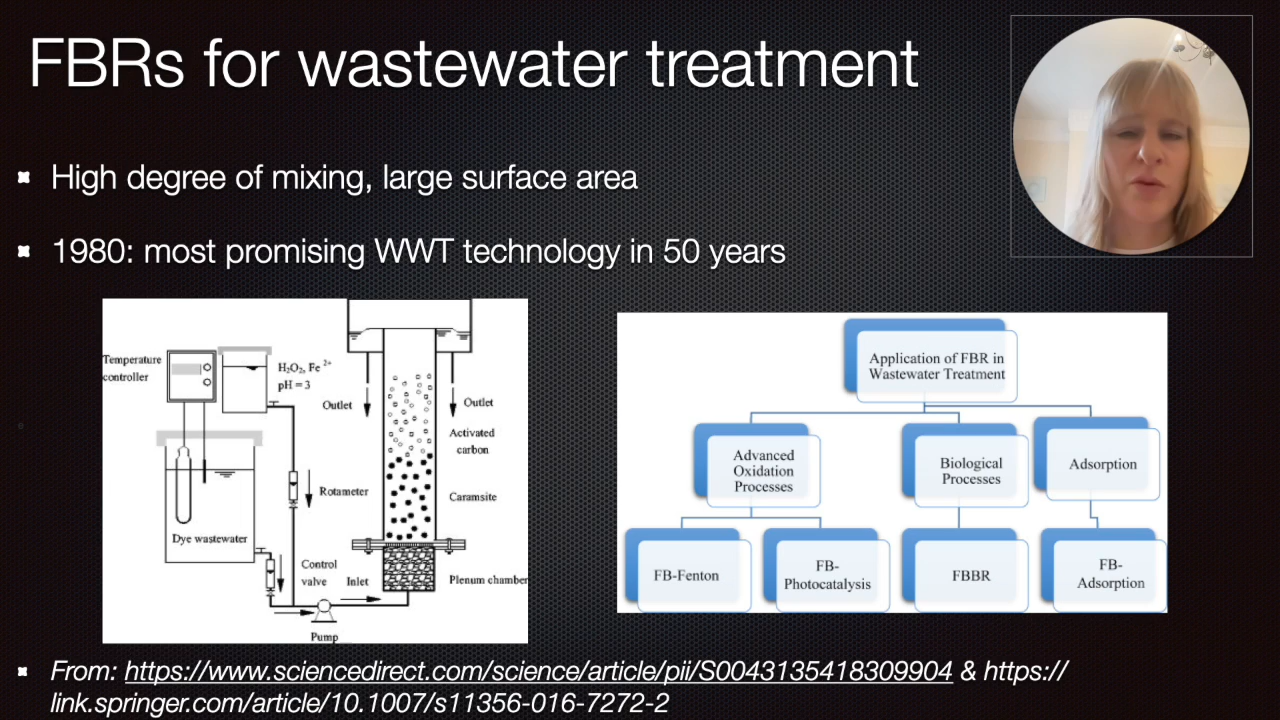 FBRs for wastewater treatment
High degree of mixing, large surface area
1980: most promising WWT technology in 50 years
Temperature
controller
H₂O₂, Fe ²⁺
pH = 3
Outlet
Outlet
Activated
carbon
Rotameter
Caramsite
Dye wastewater
Control
valve
Inlet
Plenum chamber
Pump
Application of FBR in
Wastewater Treatment
Advanced
Oxidation
Processes
Biological
Processes
Adsorption
FB-Fenton
FB-
Photocatalysis
FBBR
FB-
Adsorption
From: https://www.sciencedirect.com/science/article/pii/S0043135418309904 & https://
link.springer.com/article/10.1007/s11356-016-7272-2